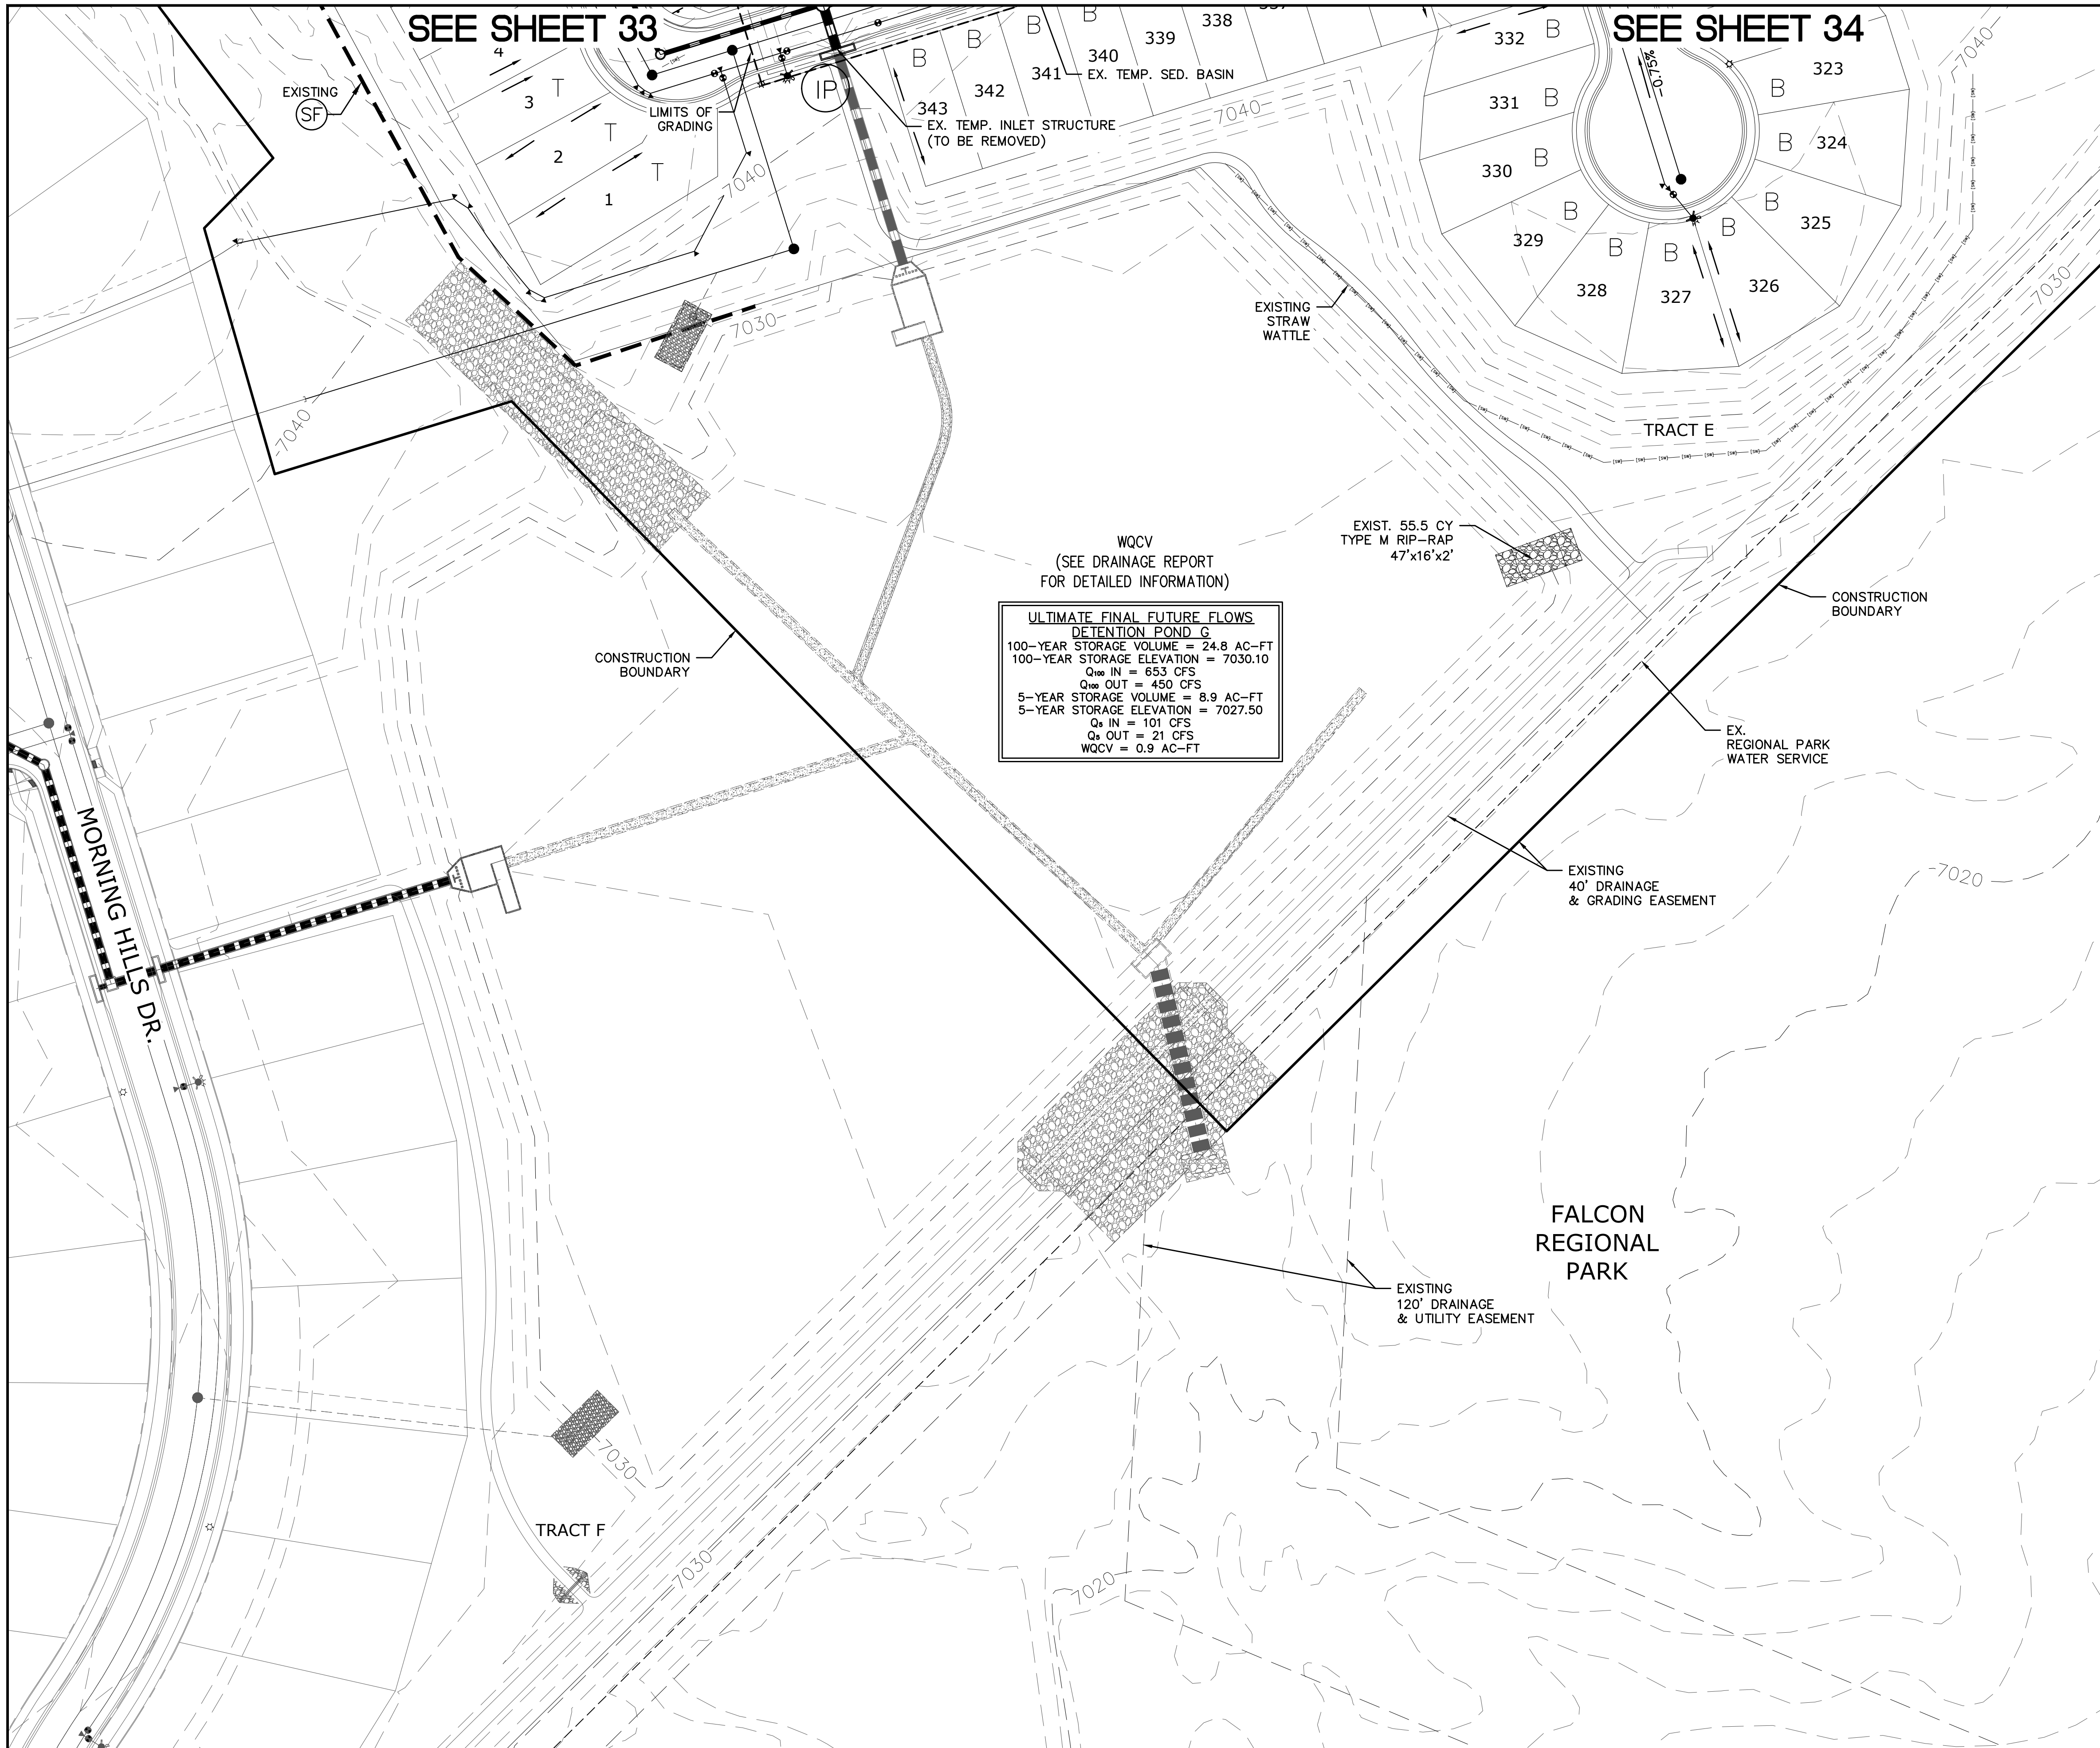 SEE SHEET 33
SEE SHEET 34
EXISTING
SF
4
3
T
2
T
1
T
LIMITS OF
GRADING
IP
B
B
B
B
338
339
340
341
342
343
EX. TEMP. SED. BASIN
EX. TEMP. INLET STRUCTURE
(TO BE REMOVED)
7040
7040
7040
7040
7030
7030
332
B
331
B
330
B
329
B
328
B
327
B
326
B
325
B
324
B
323
B
-0.75%
EXISTING
STRAW
WATTLE
TRACT E
7040
WQCV
(SEE DRAINAGE REPORT
FOR DETAILED INFORMATION)
EXIST. 55.5 CY
TYPE M RIP-RAP
47'x16'x2'
ULTIMATE FINAL FUTURE FLOWS
DETENTION POND G
100-YEAR STORAGE VOLUME = 24.8 AC-FT
100-YEAR STORAGE ELEVATION = 7030.10
Q100 IN = 653 CFS
Q100 OUT = 450 CFS
5-YEAR STORAGE VOLUME = 8.9 AC-FT
5-YEAR STORAGE ELEVATION = 7027.50
Q5 IN = 101 CFS
Q5 OUT = 21 CFS
WQCV = 0.9 AC-FT
CONSTRUCTION
BOUNDARY
CONSTRUCTION
BOUNDARY
EX.
REGIONAL PARK
WATER SERVICE
MORNING HILLS DR.
EXISTING
40' DRAINAGE
& GRADING EASEMENT
7020
FALCON
REGIONAL
PARK
EXISTING
120' DRAINAGE
& UTILITY EASEMENT
7030
TRACT F
7030
7020